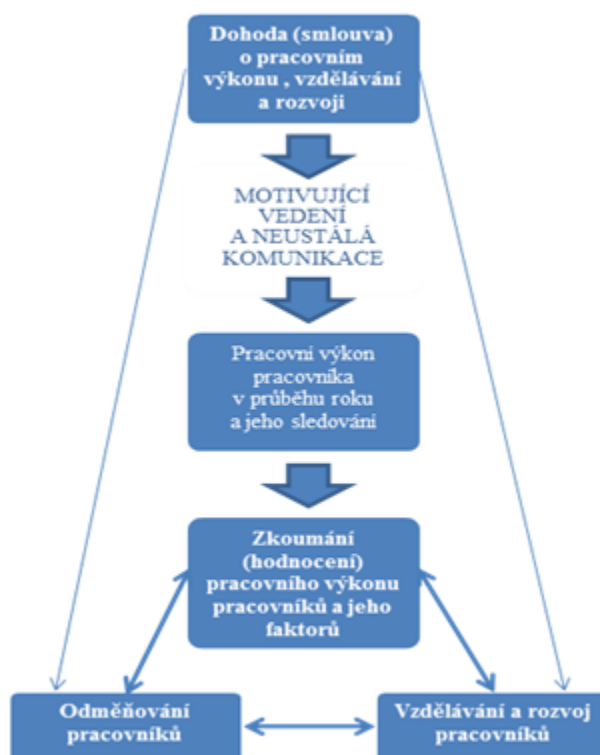 Dohoda (smlouva)
o pracovním
výkonu , vzdělávání
a rozvoji
MOTIVUJÍCÍ
VEDENÍ
A NEUSTÁLÁ
KOMUNIKACE
Pracovní výkon
pracovníka
v průběhu roku
a jeho sledování
Zkoumání
(hodnocení)
pracovního výkonu
pracovníků a jeho
faktorů
Odměňování
pracovníků
Vzdělávání a rozvoj
pracovníků